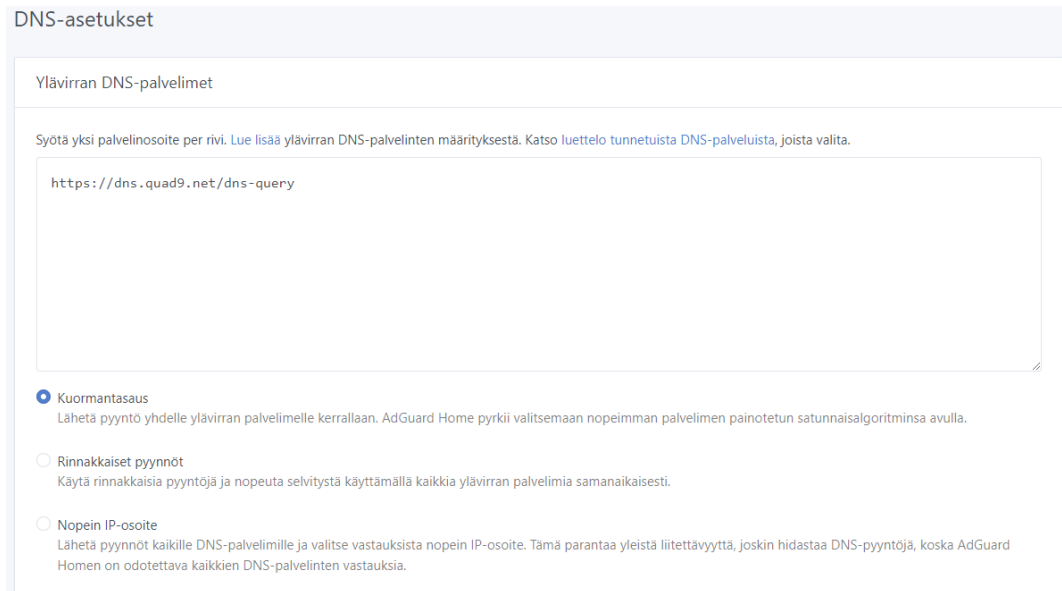 DNS-asetukset
Ylävirran DNS-palvelimet
Syötä yksi palvelinosoite per rivi. Lue lisää ylävirran DNS-palvelinten määrityksestä. Katso luettelo tunnetuista DNS-palveluista, joista valita.
https://dns.quad9.net/dns-query
Kuormantasaus
Lähetä pyyntö yhdelle ylävirran palvelimelle kerrallaan. AdGuard Home pyrkii valitsemaan nopeimman palvelimen painotetun satunnaisalgoritminsa avulla.
Rinnakkaiset pyynnöt
Käytä rinnakkaisia pyyntöjä ja nopeuta selvitystä käyttämällä kaikkia ylävirran palvelimia samanaikaisesti.
Nopein IP-osoite
Lähetä pyynnöt kaikille DNS-palvelimille ja valitse vastauksista nopein IP-osoite. Tämä parantaa yleistä liitettävyyttä, joskin hidastaa DNS-pyyntöjä, koska AdGuard
Homen on odotettava kaikkien DNS-palvelinten vastauksia.